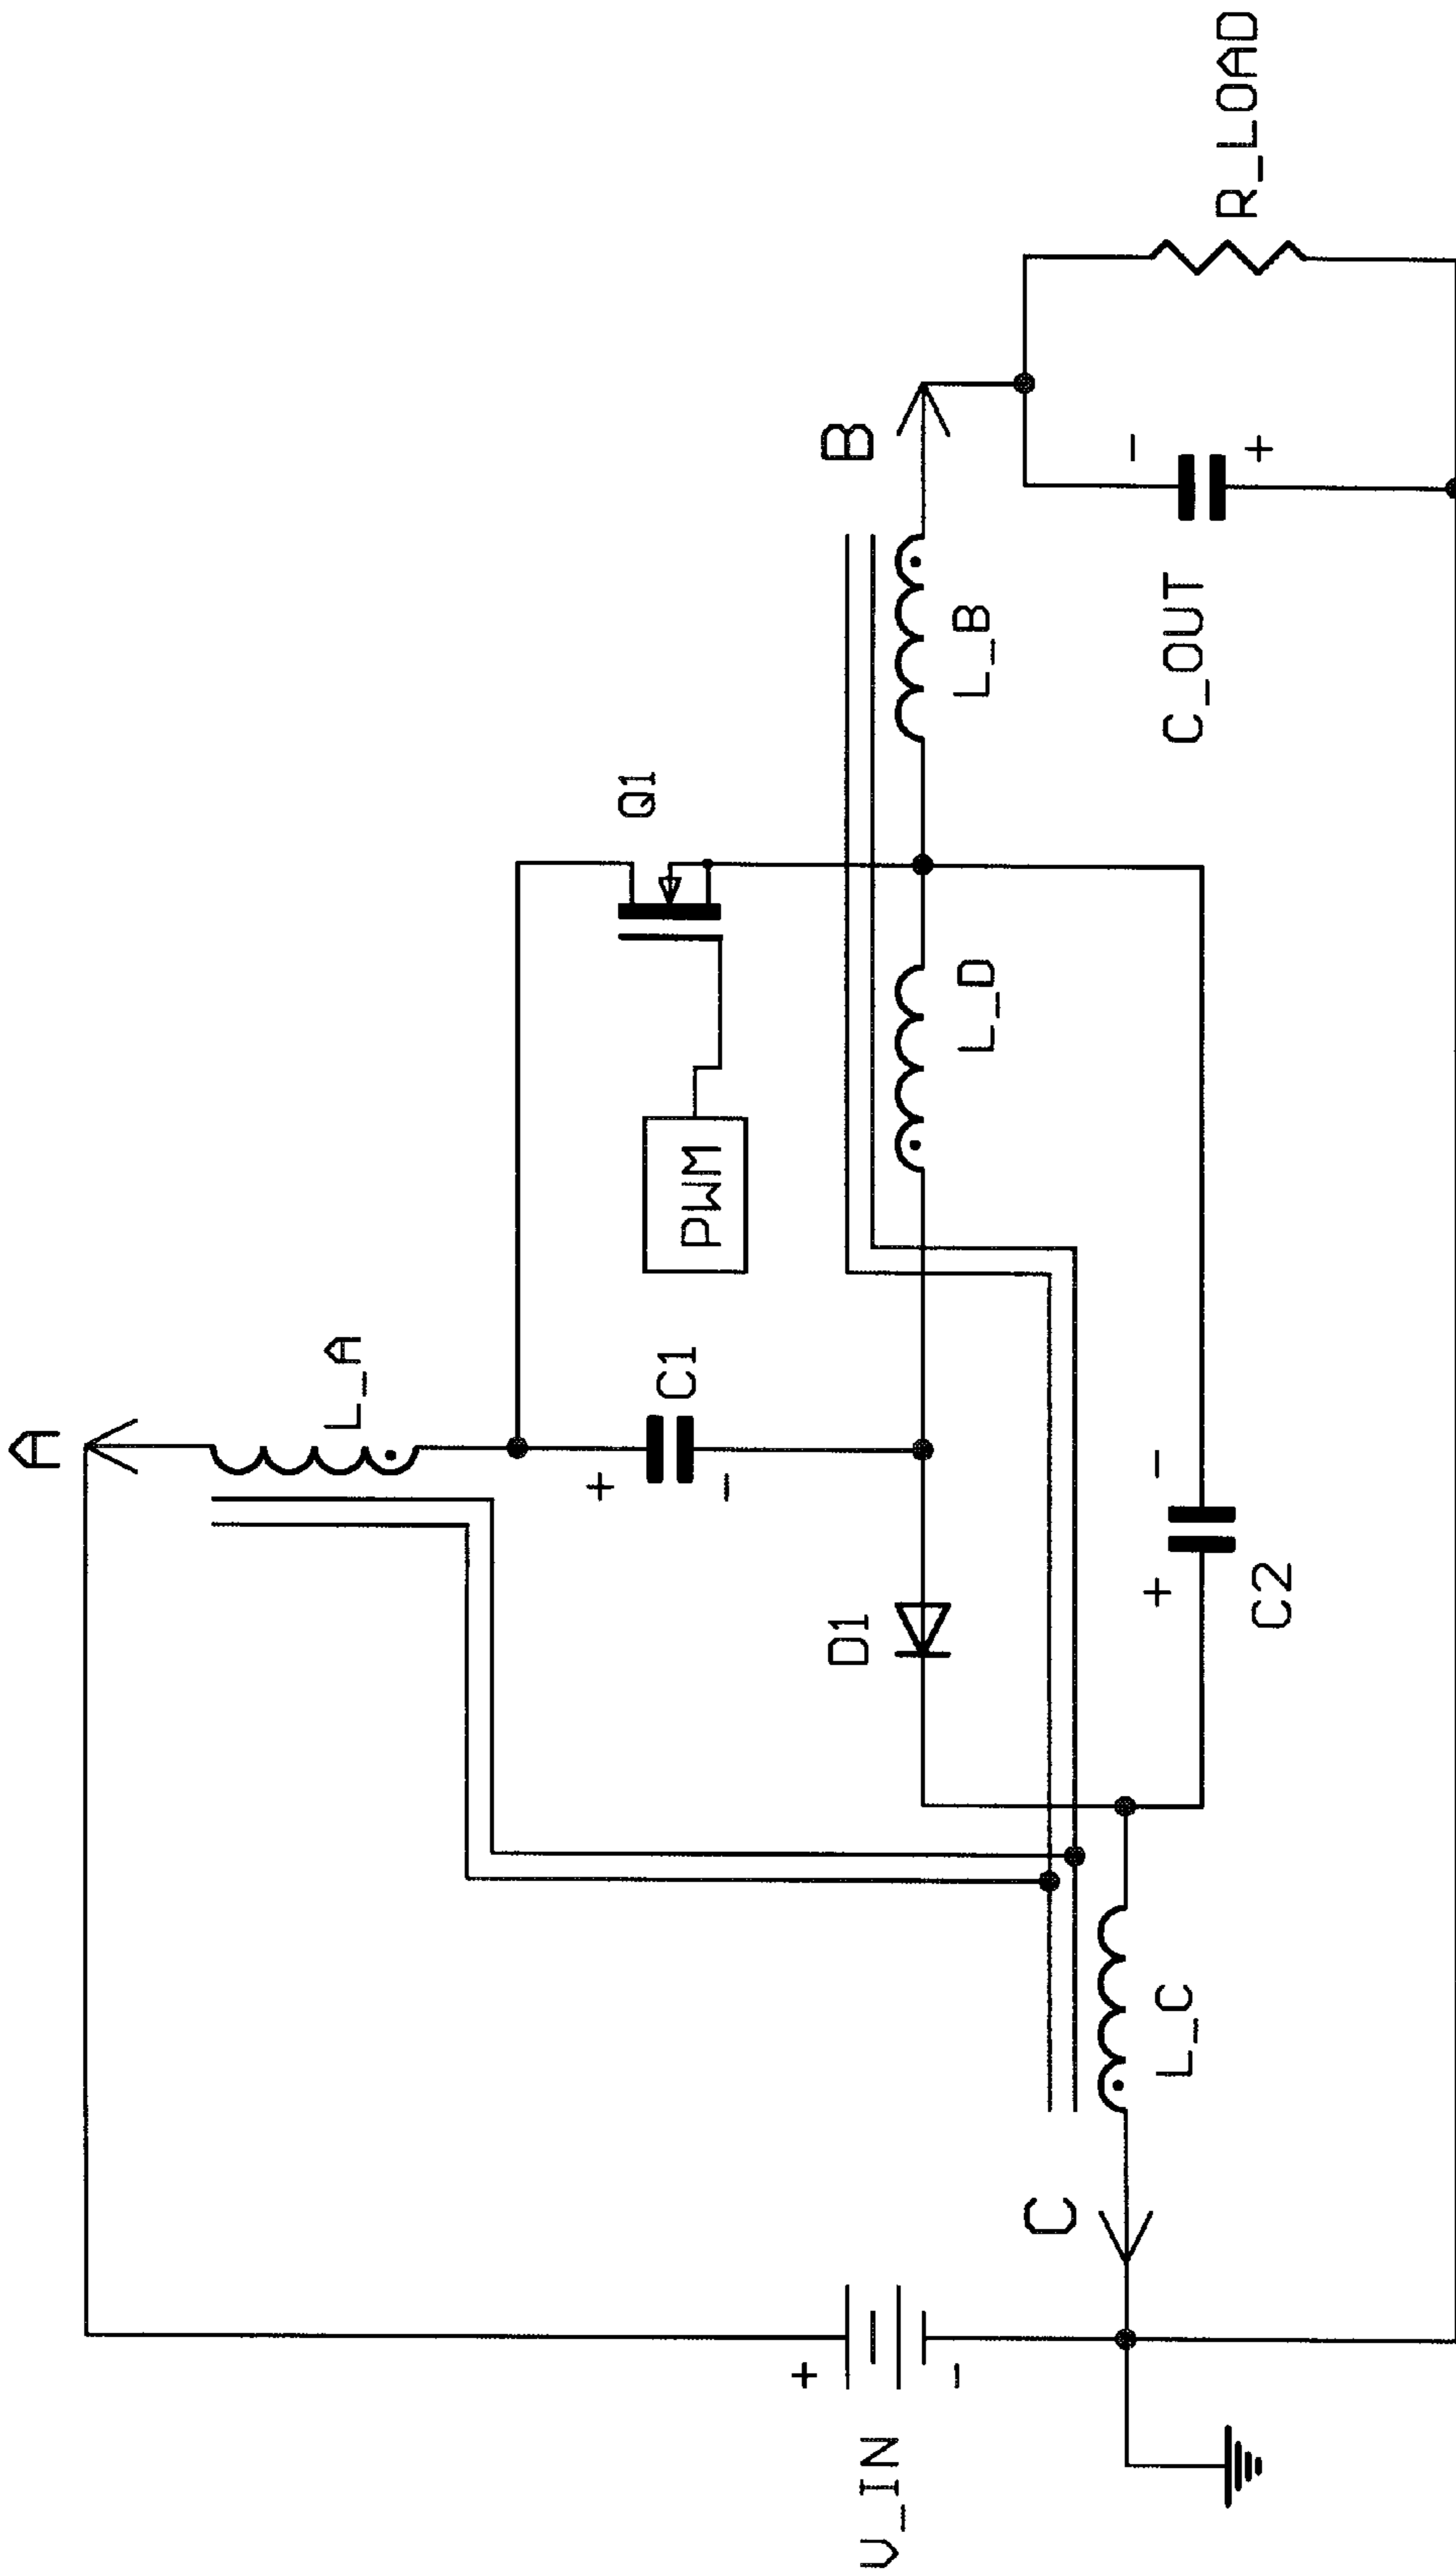 A
L_A
+
C1
-
Q1
PWM
D1
B
L_D
L_B
+
C2
-
C
L_C
V_IN
+
-
C_OUT
-
+
R_LOAD